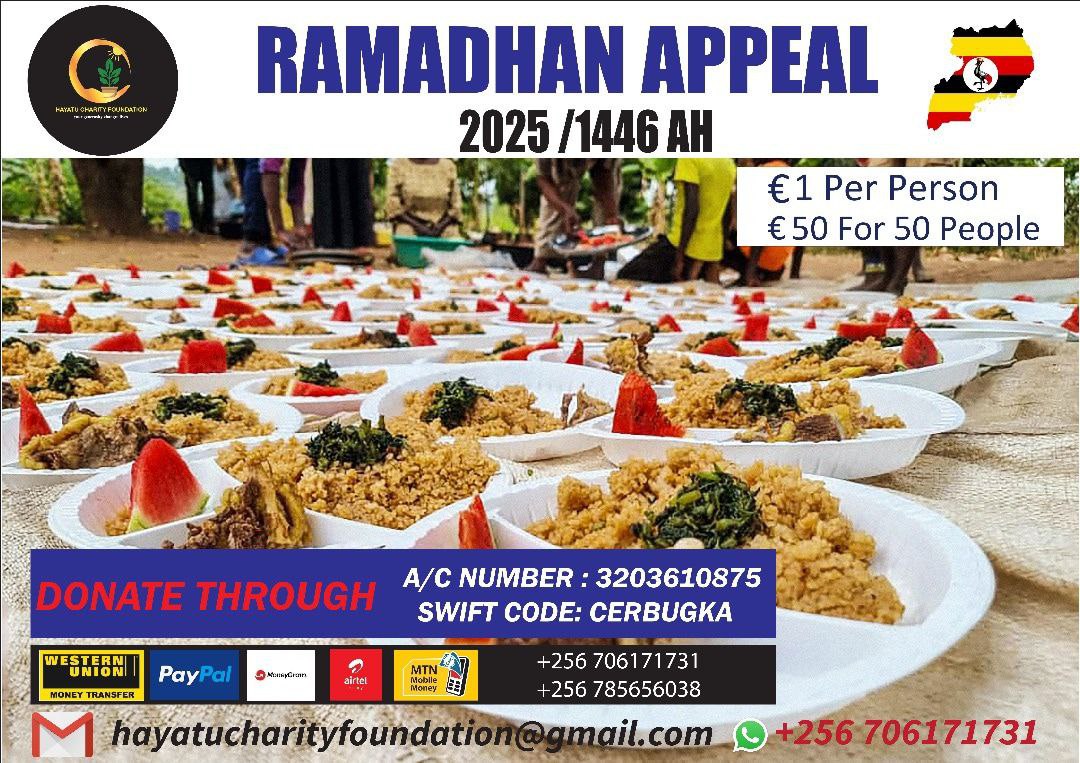 HAYATU CHARITY FOUNDATION
RAMADHAN APPEAL
2025 /1446 AH
€1 Per Person
€50 For 50 People
DONATE THROUGH
A/C NUMBER : 3203610875
SWIFT CODE: CERBUGKA
WESTERN
UNION
MONEY TRANSFER
PayPal
MoneyGram
airtel
MTN
Mobile
Money
+256 706171731
+256 785656038
hayatucharityfoundation@gmail.com
+256 706171731